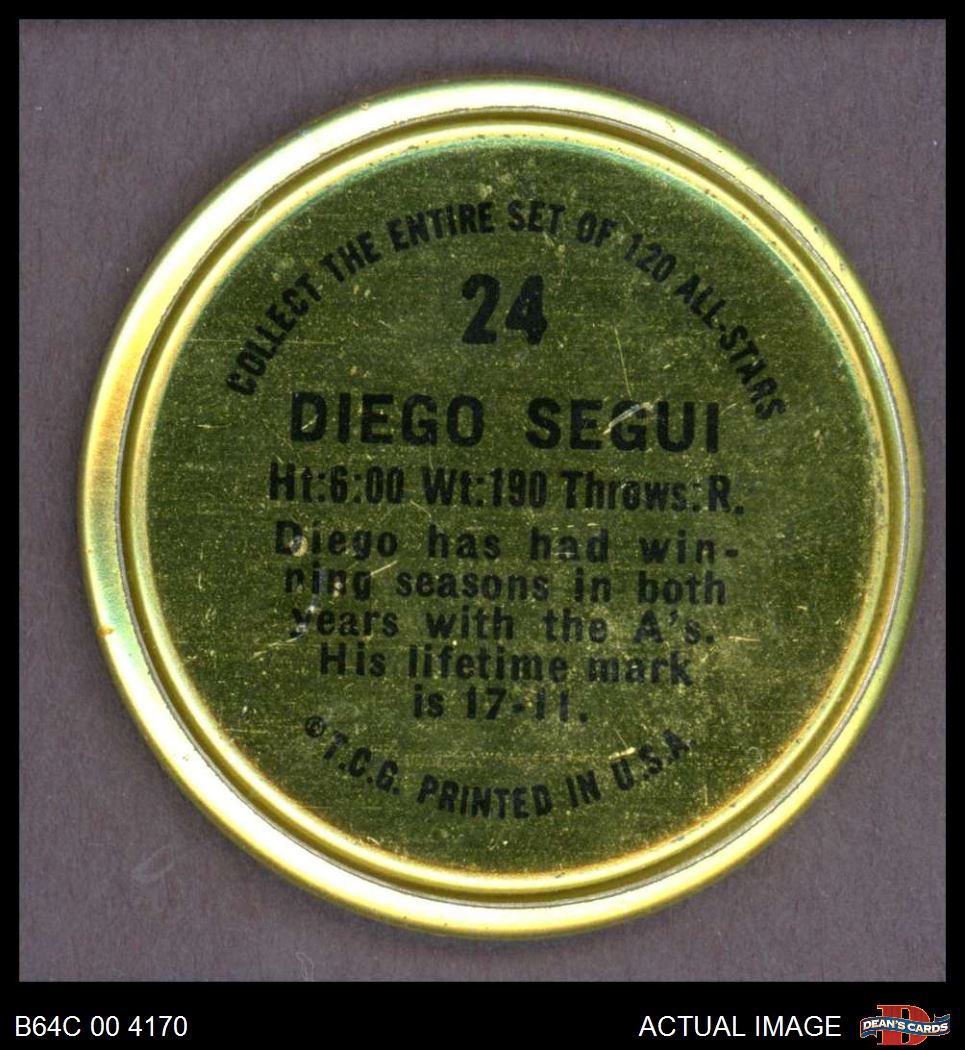 COLLECT THE ENTIRE SET OF 120 ALL-STARS
24
DIEGO SEGUI
Ht:6:00 Wt:190 Throws:R.
Diego has had win-
ning seasons in both
years with the A's.
His lifetime mark
is 17-11.
®T.C.G. PRINTED IN U.S.A.
B64C 00 4170
ACTUAL IMAGE
D
DEAN'S CARDS